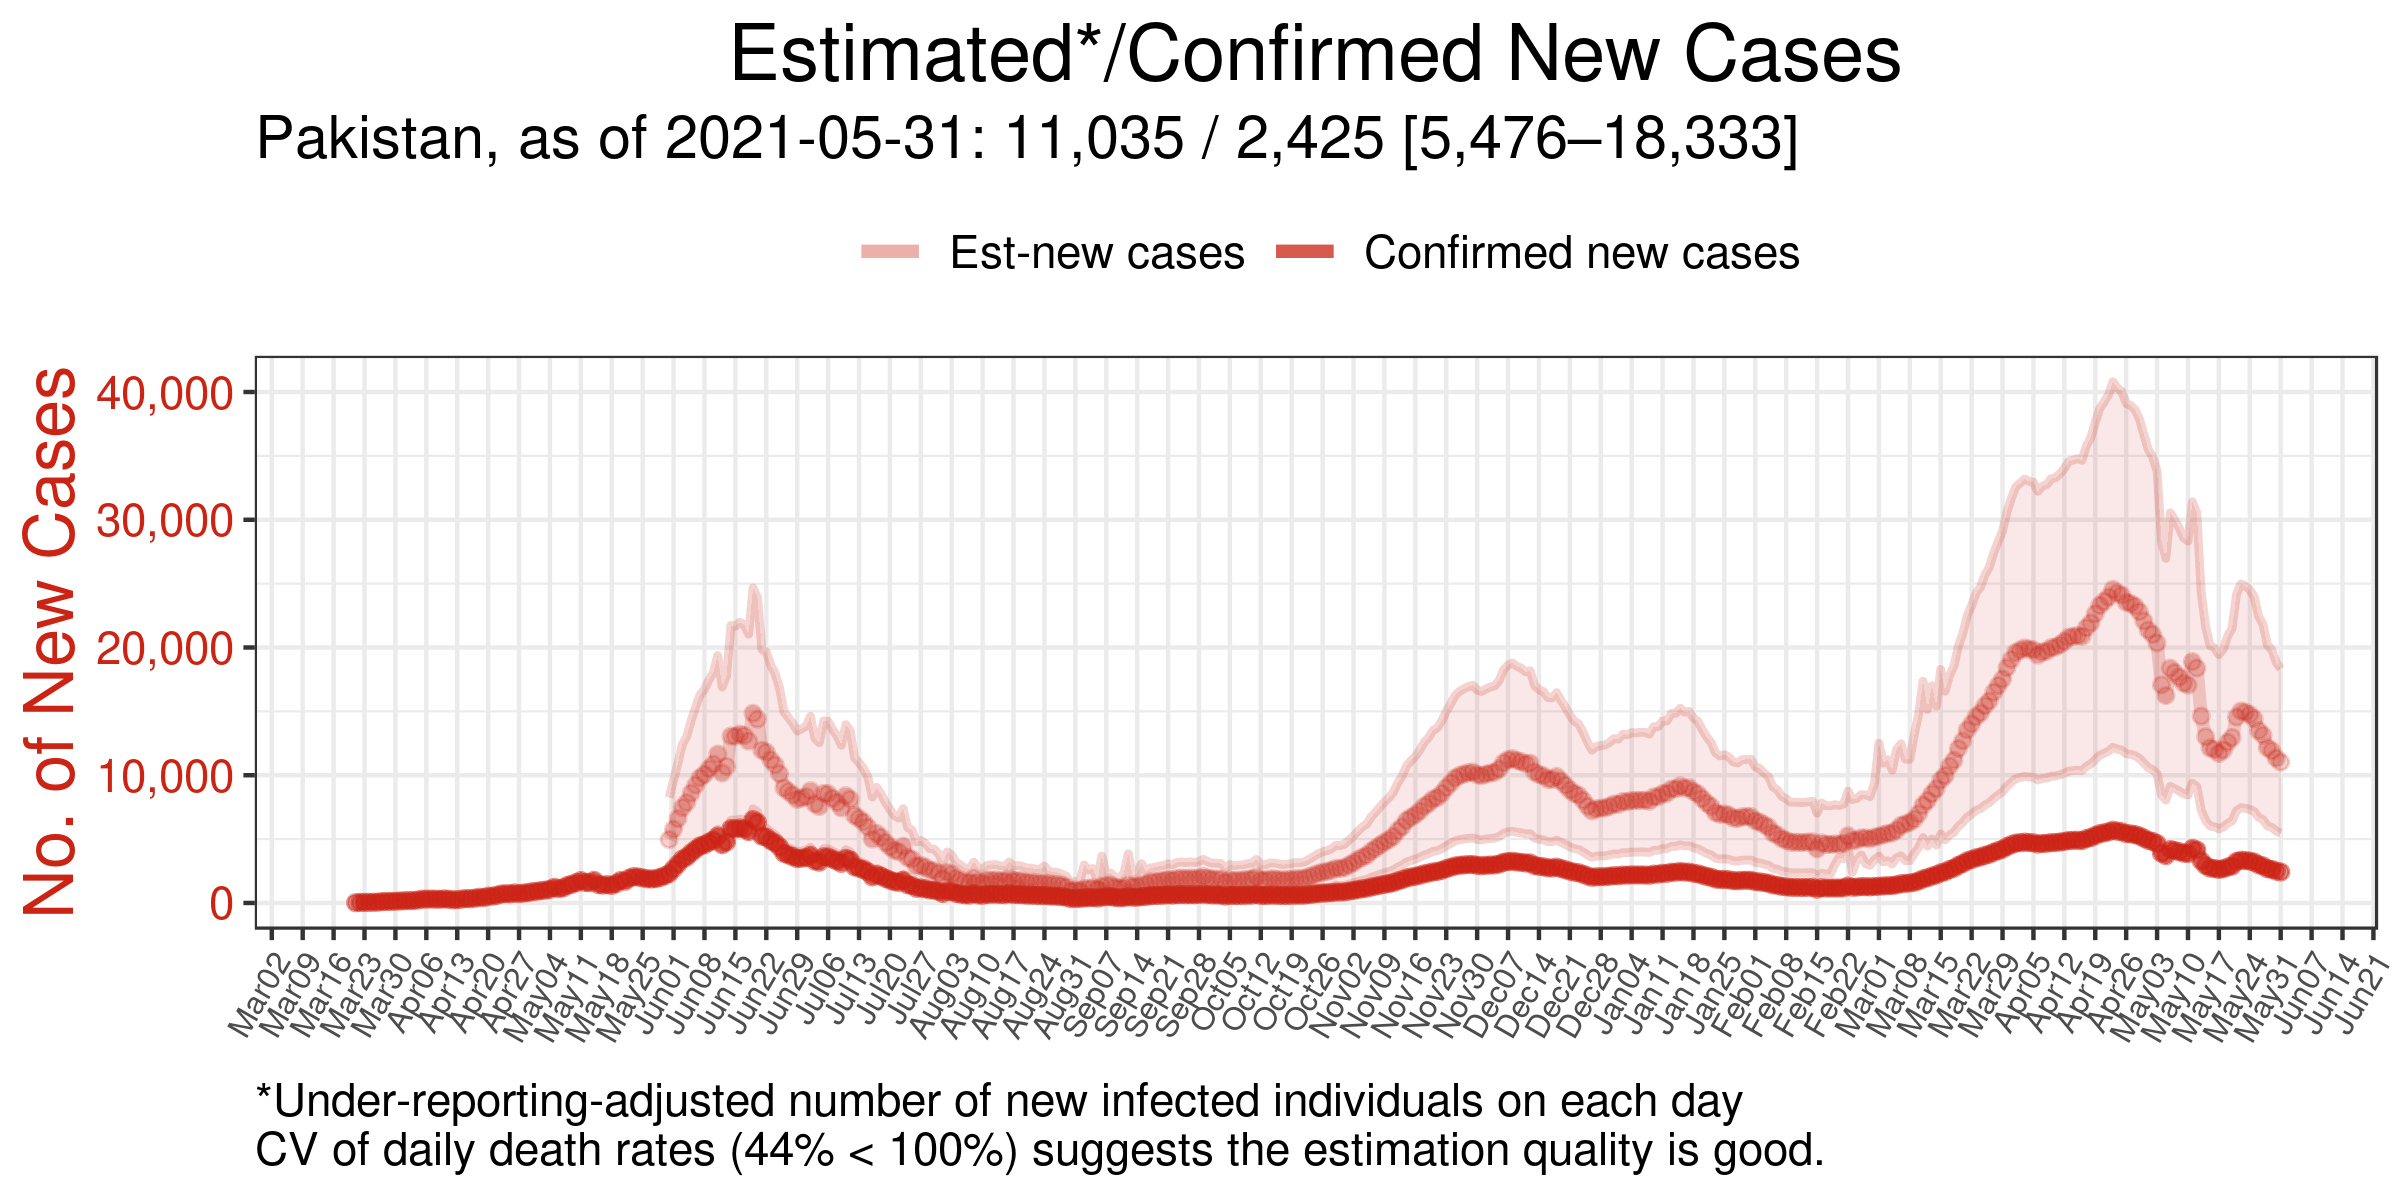 Estimated*/Confirmed New Cases
Pakistan, as of 2021-05-31: 11,035 / 2,425 [5,476–18,333]
Est-new cases
Confirmed new cases
No. of New Cases
40,000
30,000
20,000
10,000
0
Mar02
Mar09
Mar16
Mar23
Mar30
Apr06
Apr13
Apr20
Apr27
May04
May11
May18
May25
Jun01
Jun08
Jun15
Jun22
Jun29
Jul06
Jul13
Jul20
Jul27
Aug03
Aug10
Aug17
Aug24
Aug31
Sep07
Sep14
Sep21
Sep28
Oct05
Oct12
Oct19
Oct26
Nov02
Nov09
Nov16
Nov23
Nov30
Dec07
Dec14
Dec21
Dec28
Jan04
Jan11
Jan18
Jan25
Feb01
Feb08
Feb15
Feb22
Mar01
Mar08
Mar15
Mar22
Mar29
Apr05
Apr12
Apr19
Apr26
May03
May10
May17
May24
May31
Jun07
Jun14
Jun21
*Under-reporting-adjusted number of new infected individuals on each day
CV of daily death rates (44% < 100%) suggests the estimation quality is good.